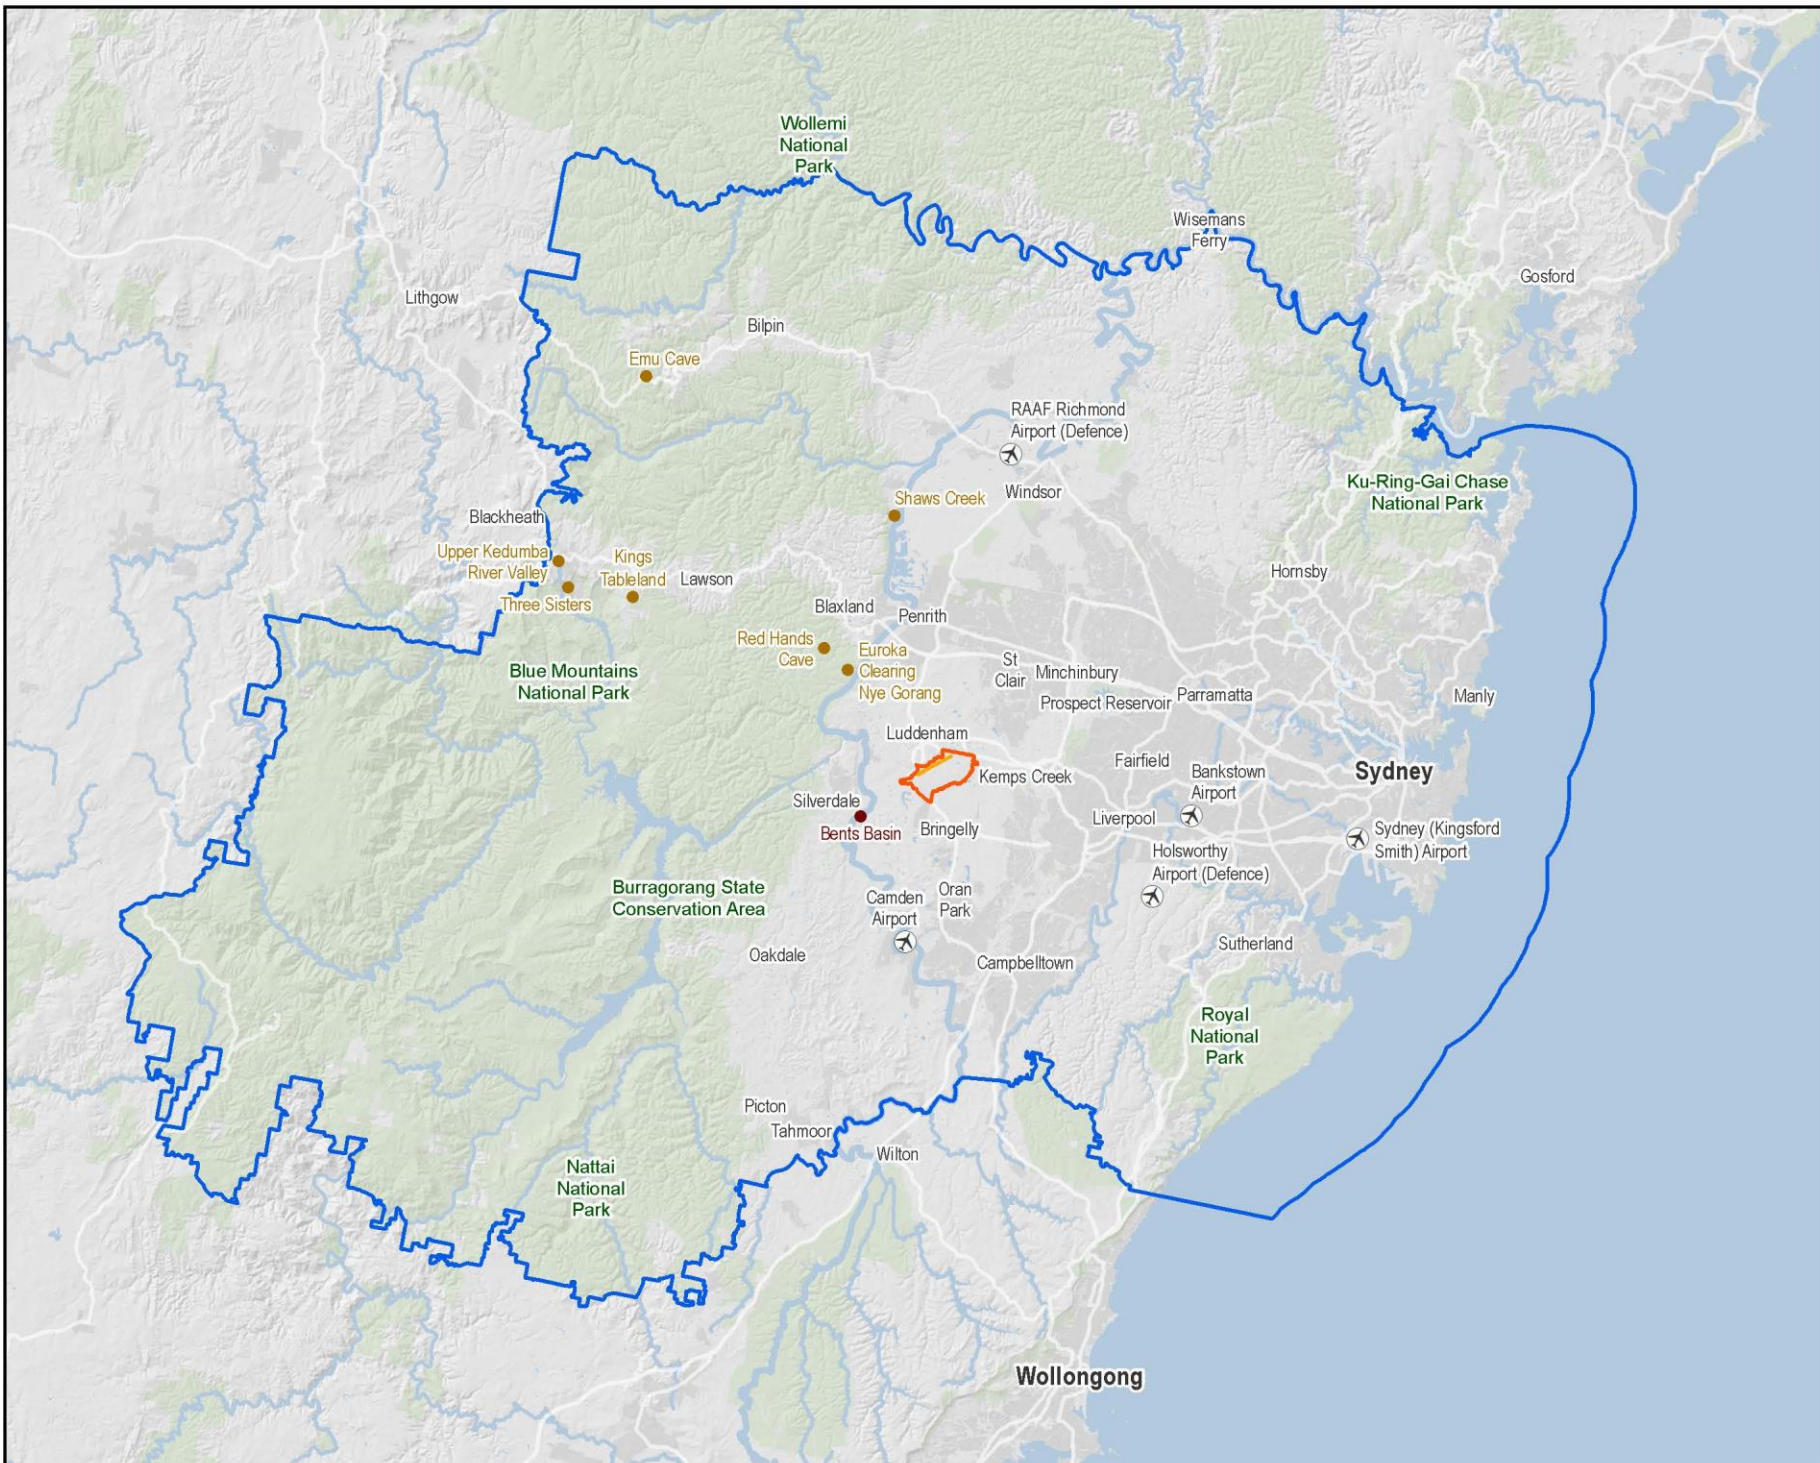 Wollemi
National
Park
Wisemans
Ferry
Gosford
Lithgow
Bilpin
Emu Cave
RAAF Richmond
Airport (Defence)
Ku-Ring-Gai Chase
National Park
Windsor
Shaws Creek
Blackheath
Upper Kedumba
River Valley
Kings
Tableland
Lawson
Hornsby
Three Sisters
Blaxland
Penrith
Red Hands
Cave
Euroka
Clearing
Nye Gorang
Blue Mountains
National Park
St
Clair
Minchinbury
Prospect Reservoir
Parramatta
Manly
Luddenham
Kemps Creek
Fairfield
Bankstown
Airport
Sydney
Silverdale
Bents Basin
Bringelly
Liverpool
Sydney (Kingsford
Smith) Airport
Holsworthy
Airport (Defence)
Burragorang State
Conservation Area
Camden
Airport
Oran
Park
Oakdale
Campbelltown
Sutherland
Royal
National
Park
Picton
Tahmoor
Wilton
Nattai
National
Park
Wollongong